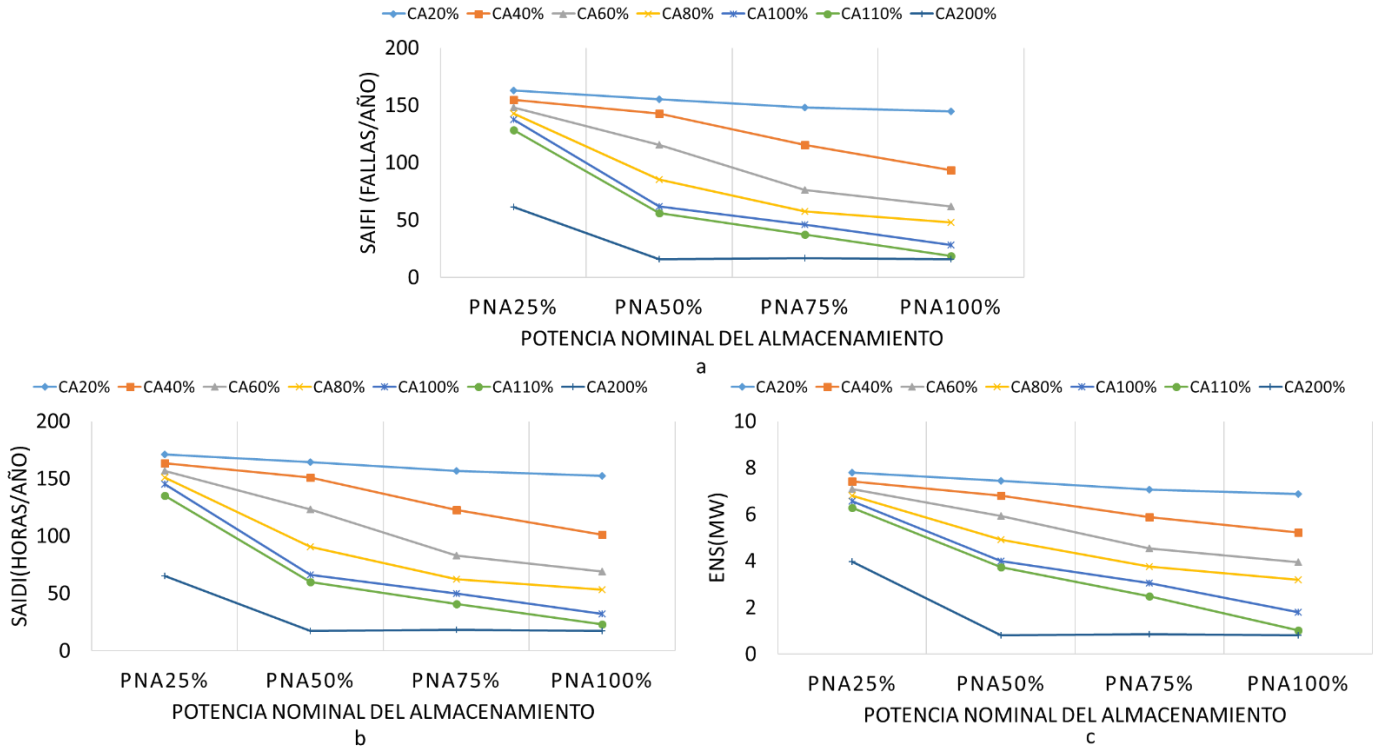 CA20% CA40% CA60% CA80% CA100% CA110% CA200%
200
150
100
50
0
SAIFI (FALLAS/AÑO)
PNA25% PNA50% PNA75% PNA100%
POTENCIA NOMINAL DEL ALMACENAMIENTO
a
CA20% CA40% CA60% CA80% CA100% CA110% CA200%
200
150
100
50
0
SAIDI(HORAS/AÑO)
PNA25% PNA50% PNA75% PNA100%
POTENCIA NOMINAL DEL ALMACENAMIENTO
b
CA20% CA40% CA60% CA80% CA100% CA110% CA200%
10
8
6
4
2
0
ENS(MW)
PNA25% PNA50% PNA75% PNA100%
POTENCIA NOMINAL DEL ALMACENAMIENTO
c